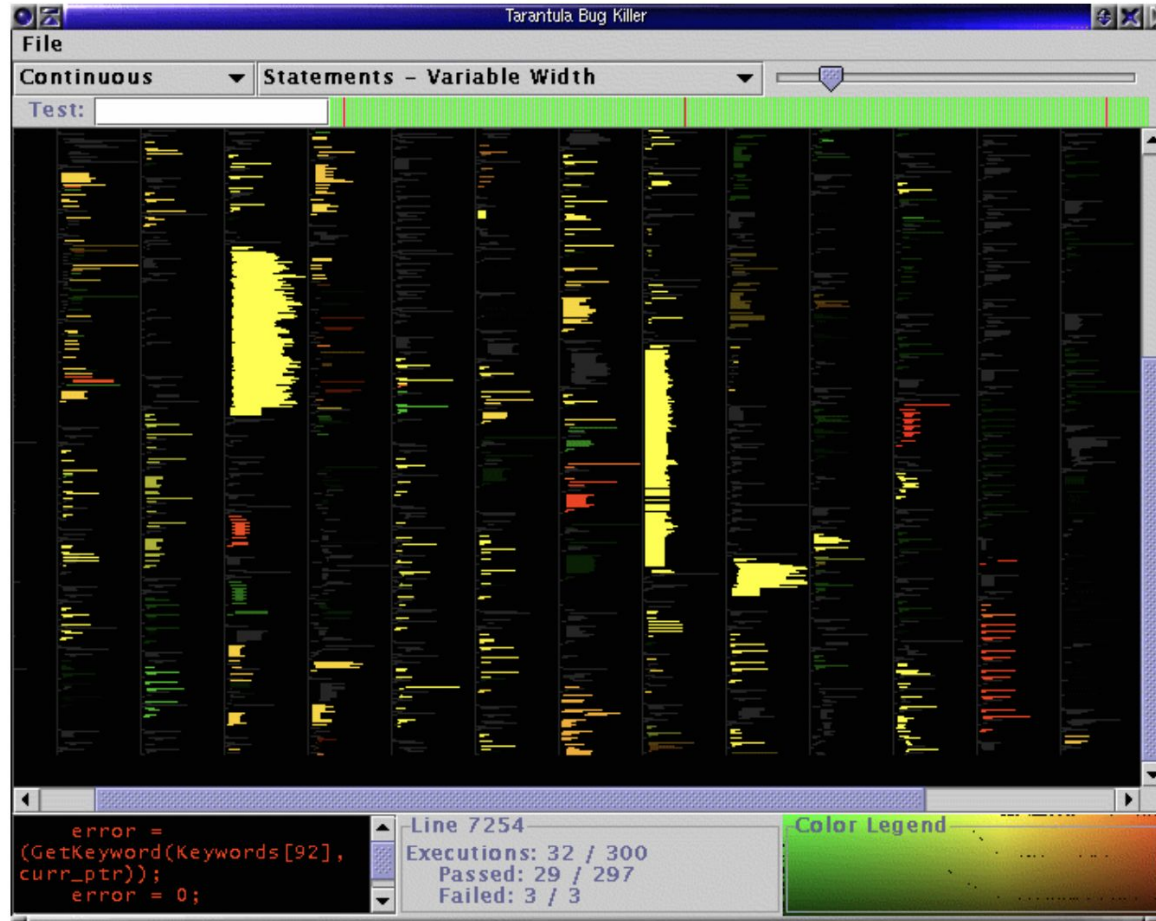 Tarantula Bug Killer
File
Continuous
Statements - Variable Width
Test:
error =
(GetKeyword(Keywords[92],
curr_ptr));
error = 0;
Line 7254
Executions: 32 / 300
Passed: 29 / 297
Failed: 3 / 3
Color Legend